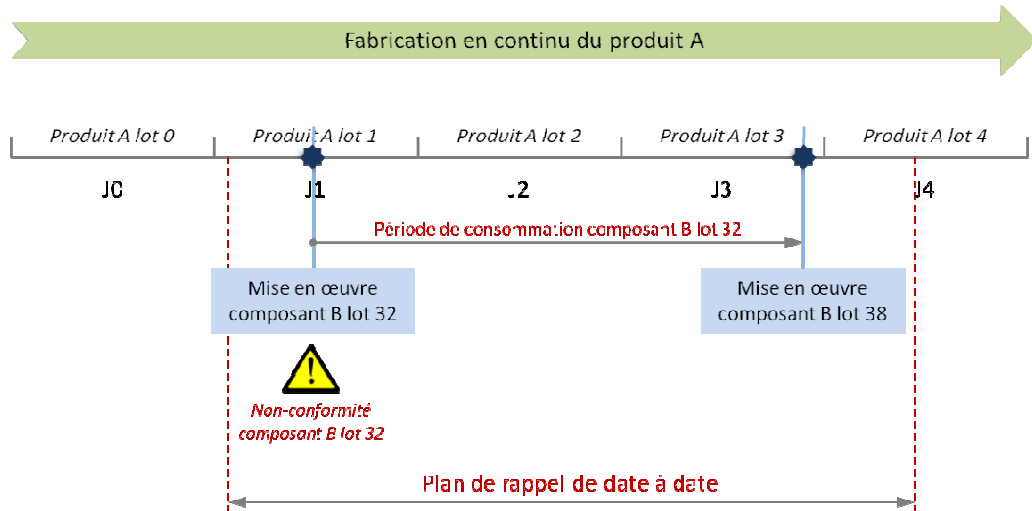 Fabrication en continu du produit A
Produit A lot 0
Produit A lot 1
Produit A lot 2
Produit A lot 3
Produit A lot 4
J0
J1
J2
J3
J4
Période de consommation composant B lot 32
Mise en œuvre
composant B lot 32
Mise en œuvre
composant B lot 38
!
Non-conformité
composant B lot 32
Plan de rappel de date à date